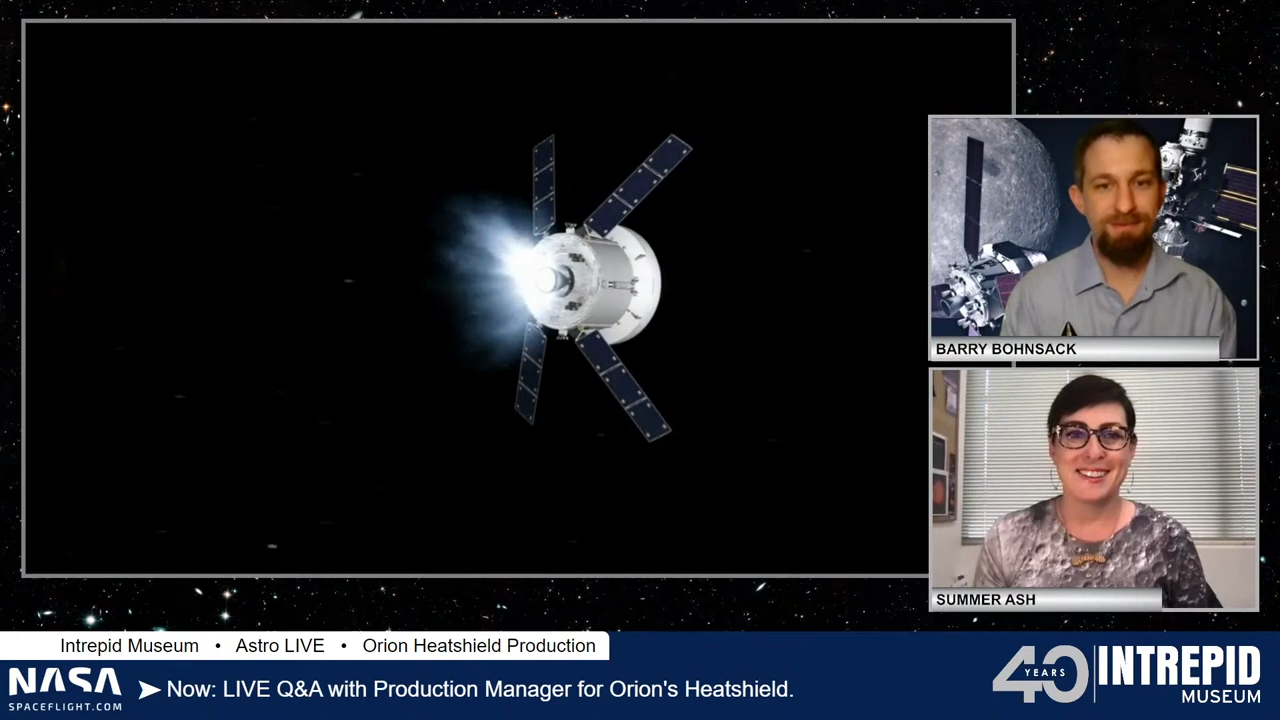 BARRY BOHNSACK
SUMMER ASH
Intrepid Museum • Astro LIVE • Orion Heatshield Production
NASA
SPACEFLIGHT.COM
Now: LIVE Q&A with Production Manager for Orion's Heatshield.
40 YEARS
INTREPID
MUSEUM